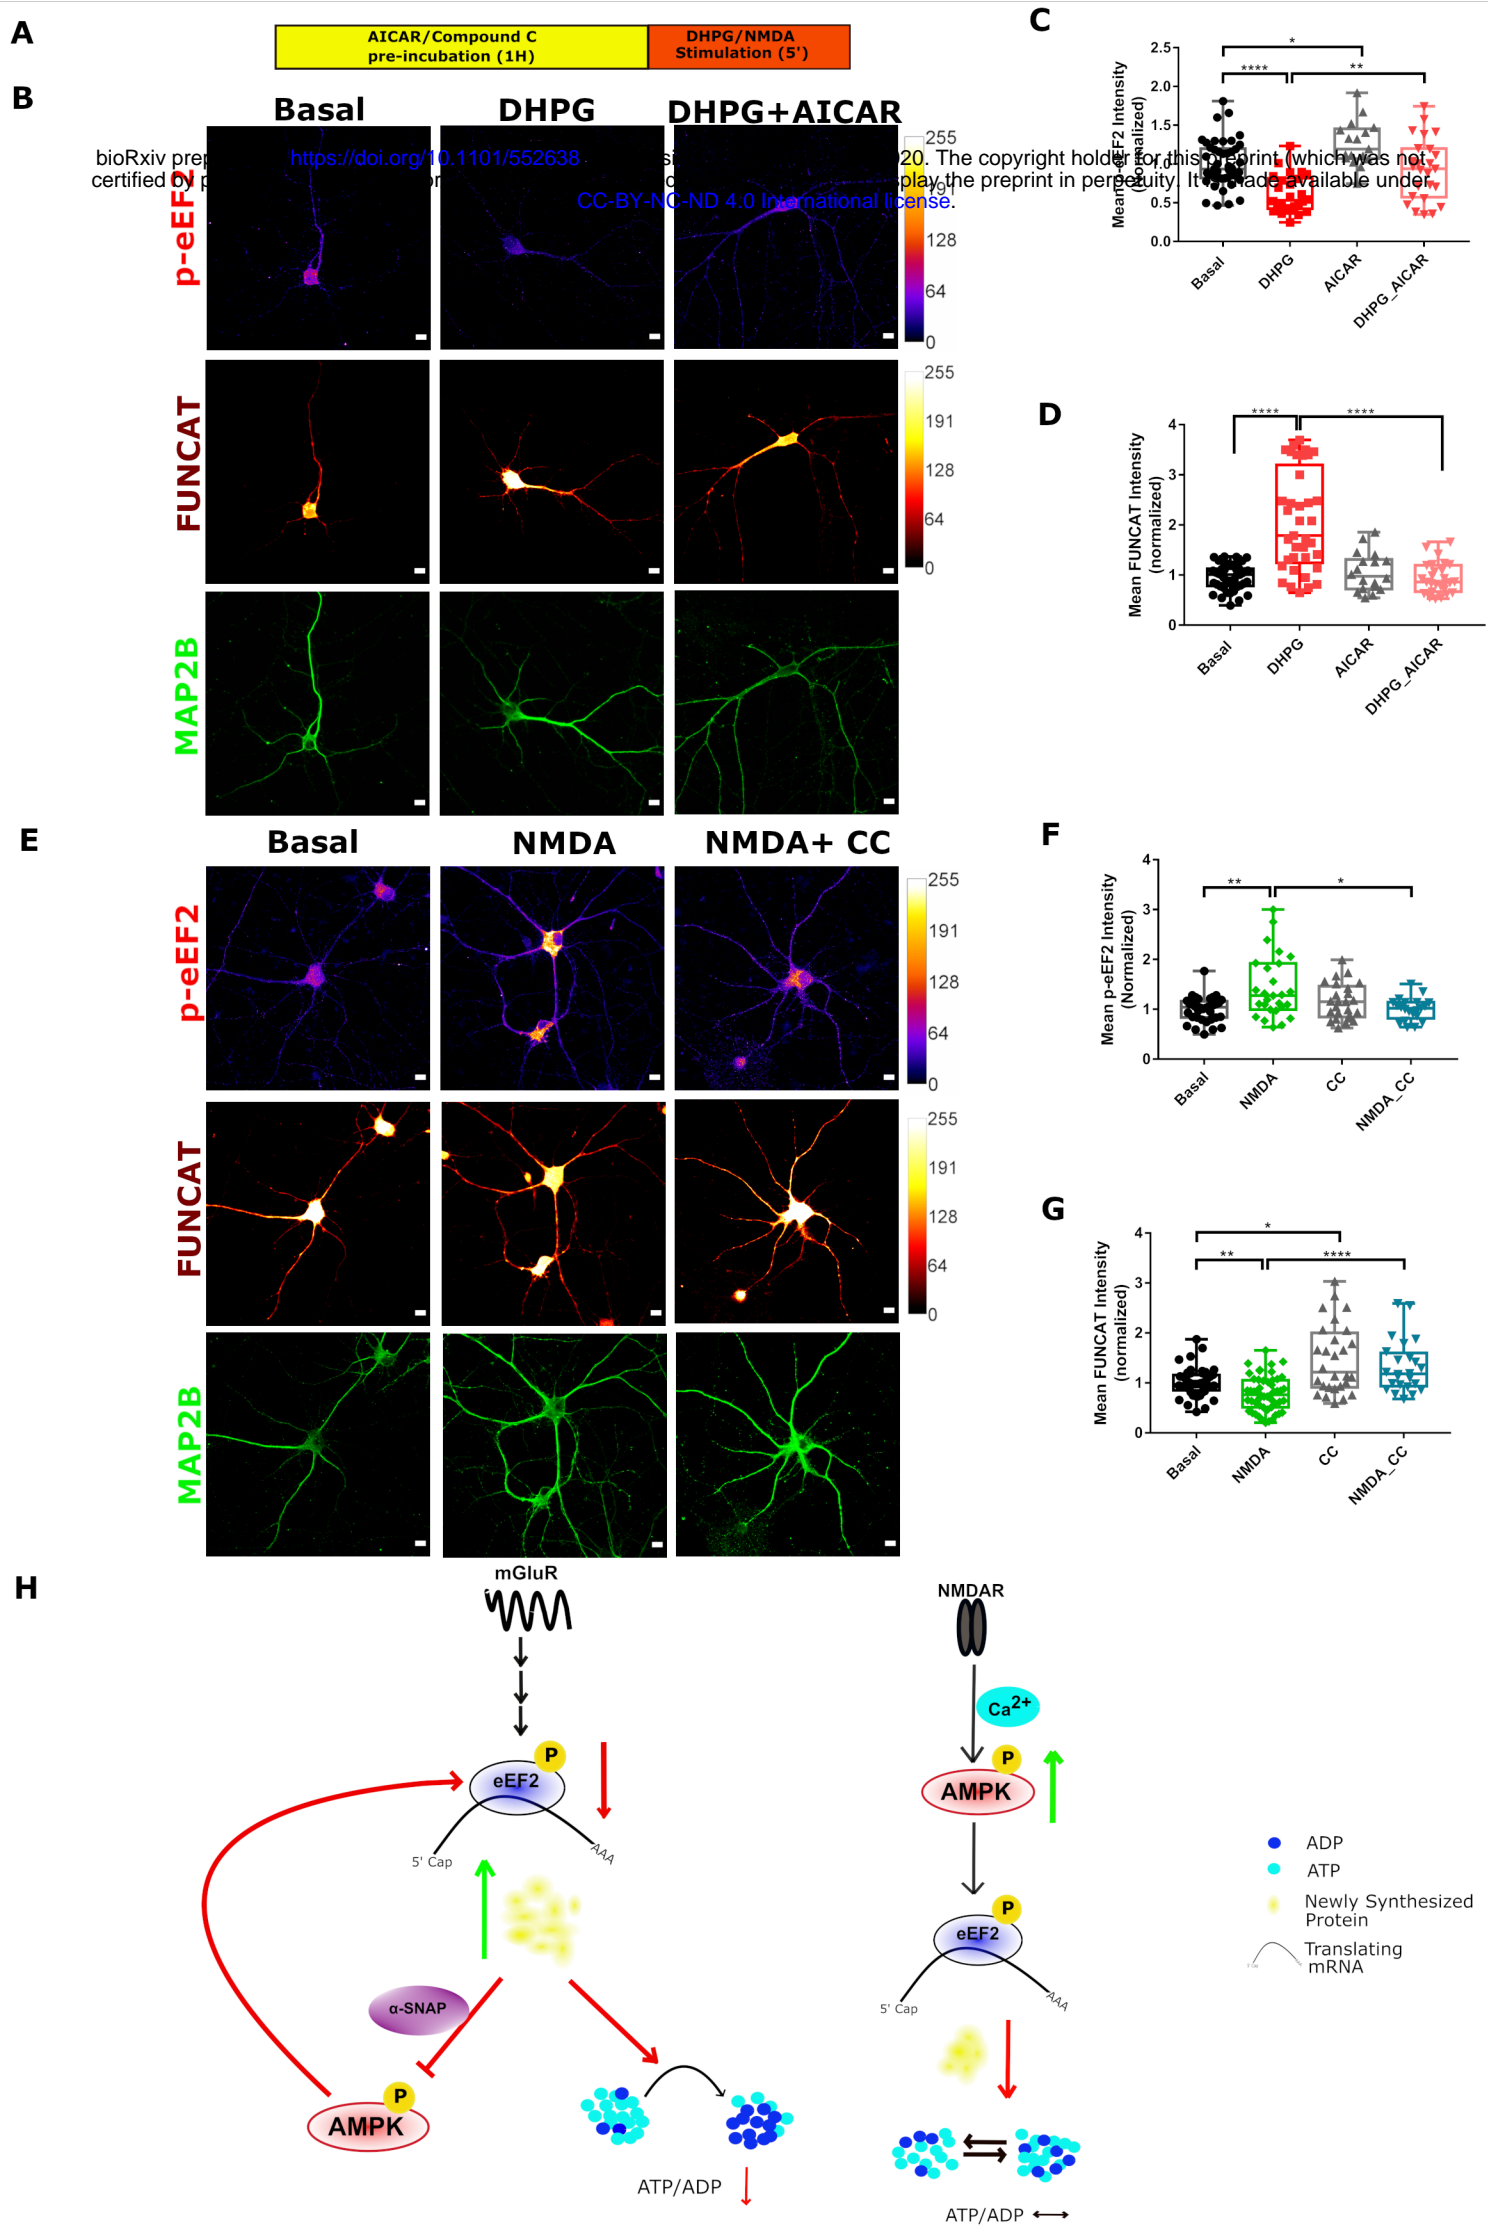 A
AICAR/Compound C
pre-incubation (1H)
DHPG/NMDA
Stimulation (5')
B
Basal
DHPG
DHPG+AICAR
bioRxiv prep
https://doi.org/10.1101/552638
20. The copyright holder for this preprint (which was not
certified by p
play the preprint in perpetuity. It
made available under
CC-BY-NC-ND 4.0 International license.
p-eEF2
255
191
128
64
0
FUNCAT
255
191
128
64
0
MAP2B
C
Mean p-eEF2 Intensity
(Normalized)
2.5
2.0
1.5
1.0
0.5
0.0
*
****
**
Basal
DHPG
AICAR
DHPG_AICAR
D
Mean FUNCAT Intensity
(normalized)
4
3
2
1
0
****
****
Basal
DHPG
AICAR
DHPG_AICAR
E
Basal
NMDA
NMDA+ CC
p-eEF2
255
191
128
64
0
FUNCAT
255
191
128
64
0
MAP2B
F
Mean p-eEF2 Intensity
(Normalized)
4
3
2
1
0
**
*
Basal
NMDA
CC
NMDA_CC
G
Mean FUNCAT Intensity
(normalized)
4
3
2
1
0
*
**
****
Basal
NMDA
CC
NMDA_CC
H
mGluR
P
eEF2
5' Cap
AAA
α-SNAP
P
AMPK
ATP/ADP
NMDAR
Ca2+
P
AMPK
P
eEF2
5' Cap
AAA
ATP/ADP
ADP
ATP
Newly Synthesized
Protein
Translating
mRNA